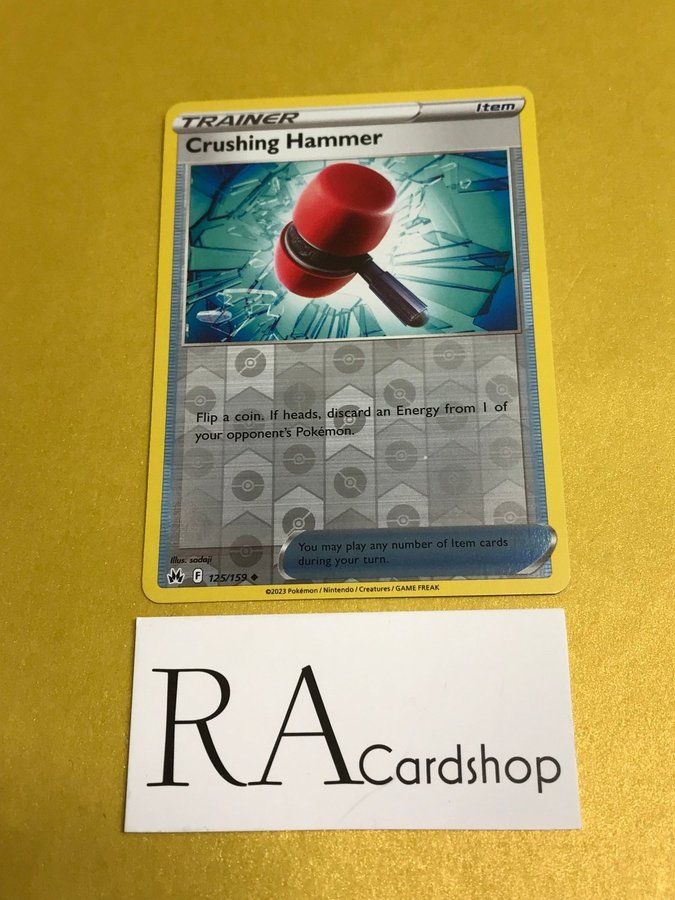 TRAINER
Item
Crushing Hammer
Flip a coin. If heads, discard an Energy from 1 of
your opponent's Pokémon.
You may play any number of Item cards
during your turn.
Illus. sadaji
F 125/159 ◆
©2023 Pokémon / Nintendo / Creatures / GAME FREAK
RA Cardshop